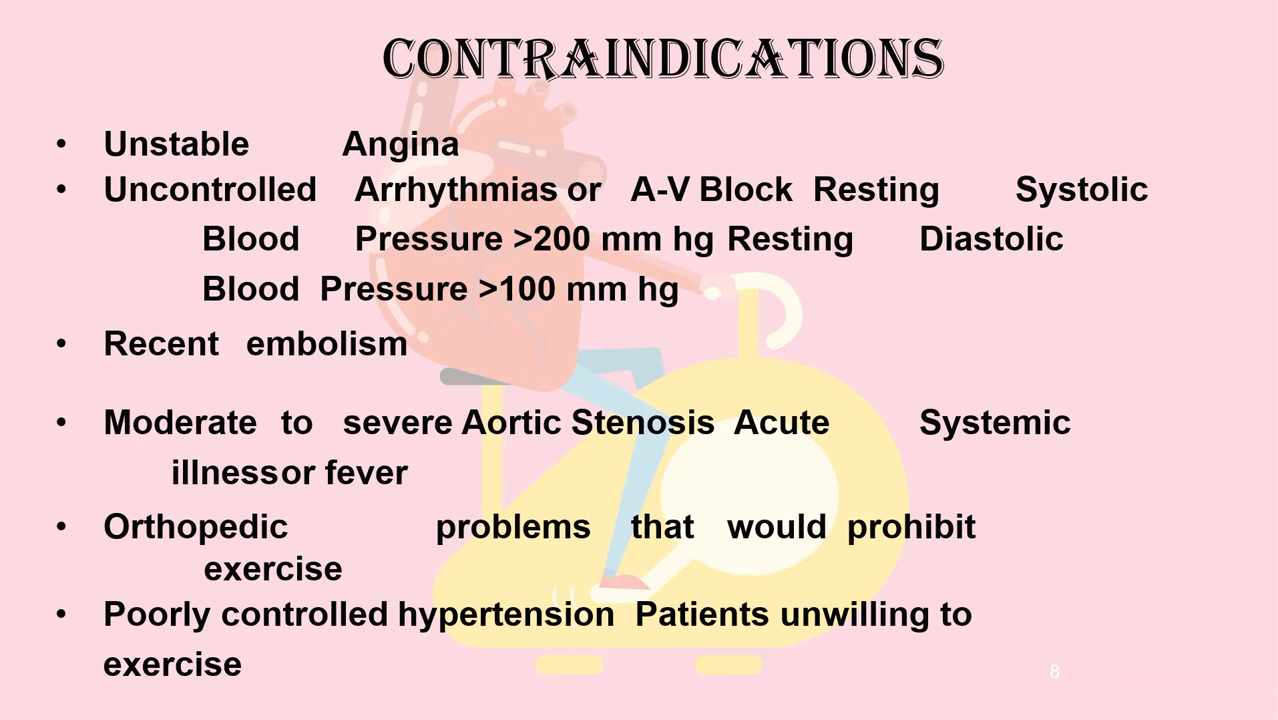 CONTRAINDICATIONS
• Unstable Angina
• Uncontrolled Arrhythmias or A-V Block Resting Systolic
Blood Pressure >200 mm hg Resting Diastolic
Blood Pressure >100 mm hg
• Recent embolism
• Moderate to severe Aortic Stenosis Acute Systemic
illness or fever
• Orthopedic problems that would prohibit
exercise
• Poorly controlled hypertension Patients unwilling to
exercise
8